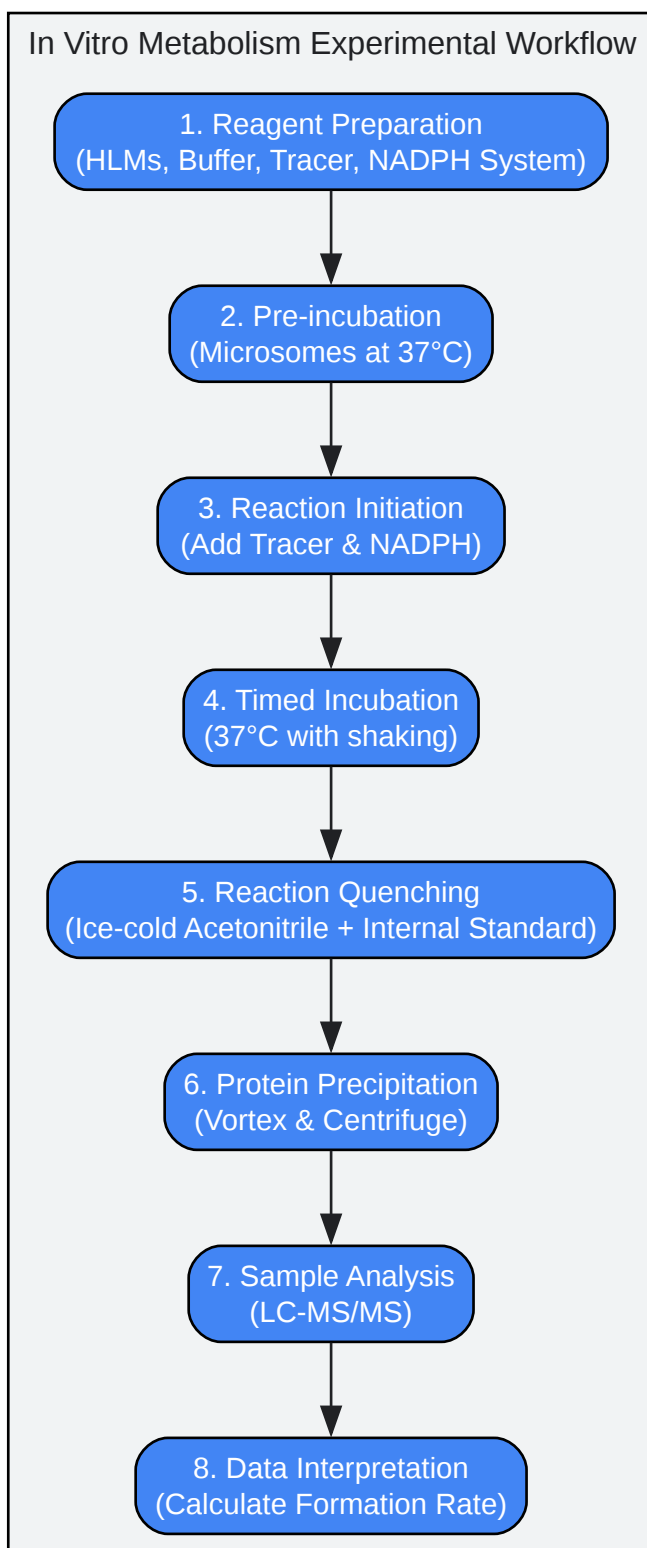 In Vitro Metabolism Experimental Workflow
1. Reagent Preparation
(HLMs, Buffer, Tracer, NADPH System)
2. Pre-incubation
(Microsomes at 37°C)
3. Reaction Initiation
(Add Tracer & NADPH)
4. Timed Incubation
(37°C with shaking)
5. Reaction Quenching
(Ice-cold Acetonitrile + Internal Standard)
6. Protein Precipitation
(Vortex & Centrifuge)
7. Sample Analysis
(LC-MS/MS)
8. Data Interpretation
(Calculate Formation Rate)